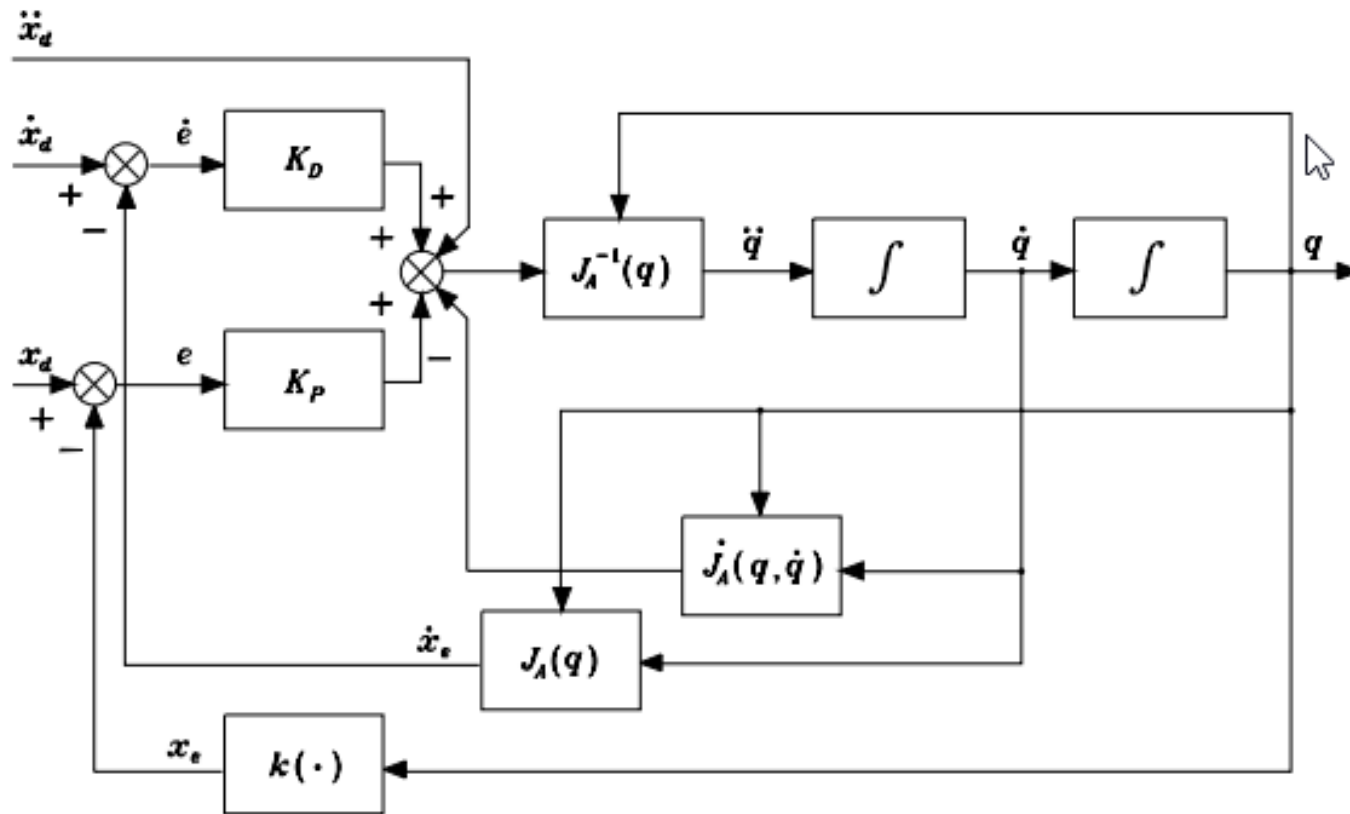 ẍ_d
ẋ_d
ė
K_D
+
−
+
+
+
−
J_A^{-1}(q)
q̈
∫
q̇
∫
q
x_d
e
K_P
+
−
J̇_A(q, q̇)
ẋ_e
J_A(q)
x_e
k(·)